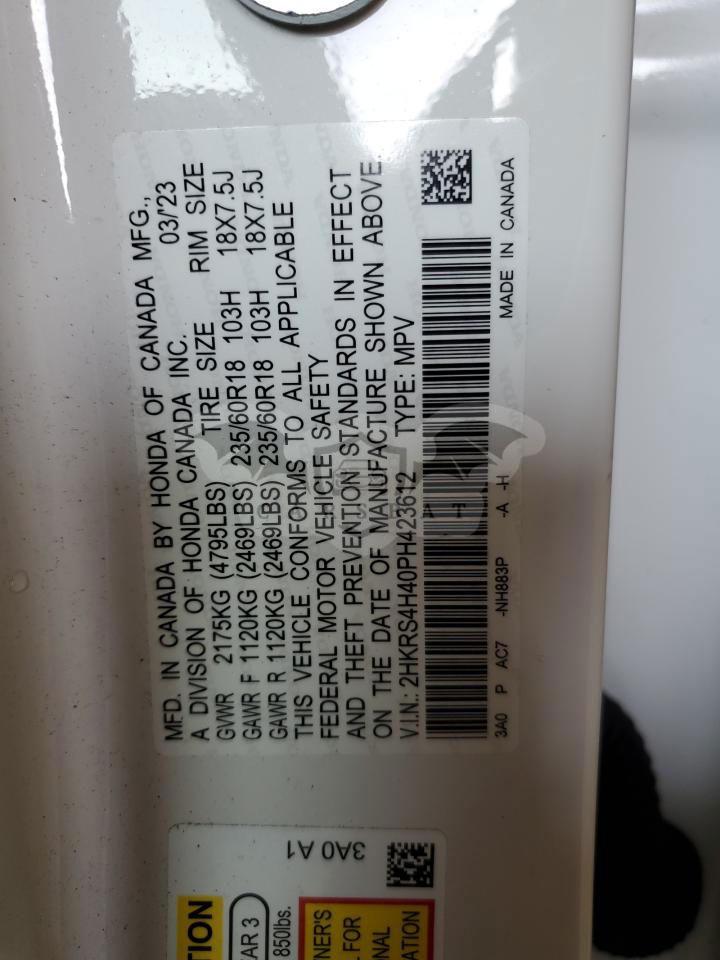 MFD. IN CANADA BY HONDA OF CANADA MFG.,
A DIVISION OF HONDA CANADA INC. 03/'23
TIRE SIZE RIM SIZE
GVWR 2175KG (4795LBS)
GAWR F 1120KG (2469LBS) 235/60R18 103H 18X7.5J
GAWR R 1120KG (2469LBS) 235/60R18 103H 18X7.5J
THIS VEHICLE CONFORMS TO ALL APPLICABLE
FEDERAL MOTOR VEHICLE SAFETY
AND THEFT PREVENTION STANDARDS IN EFFECT
ON THE DATE OF MANUFACTURE SHOWN ABOVE.
V.I.N.: 2HKRS4H40PH423612 TYPE: MPV
3A0 P AC7 -NH883P -A -H MADE IN CANADA
3A0 A1
TION
AR 3
850lbs.
NER'S
L FOR
NAL
ATION